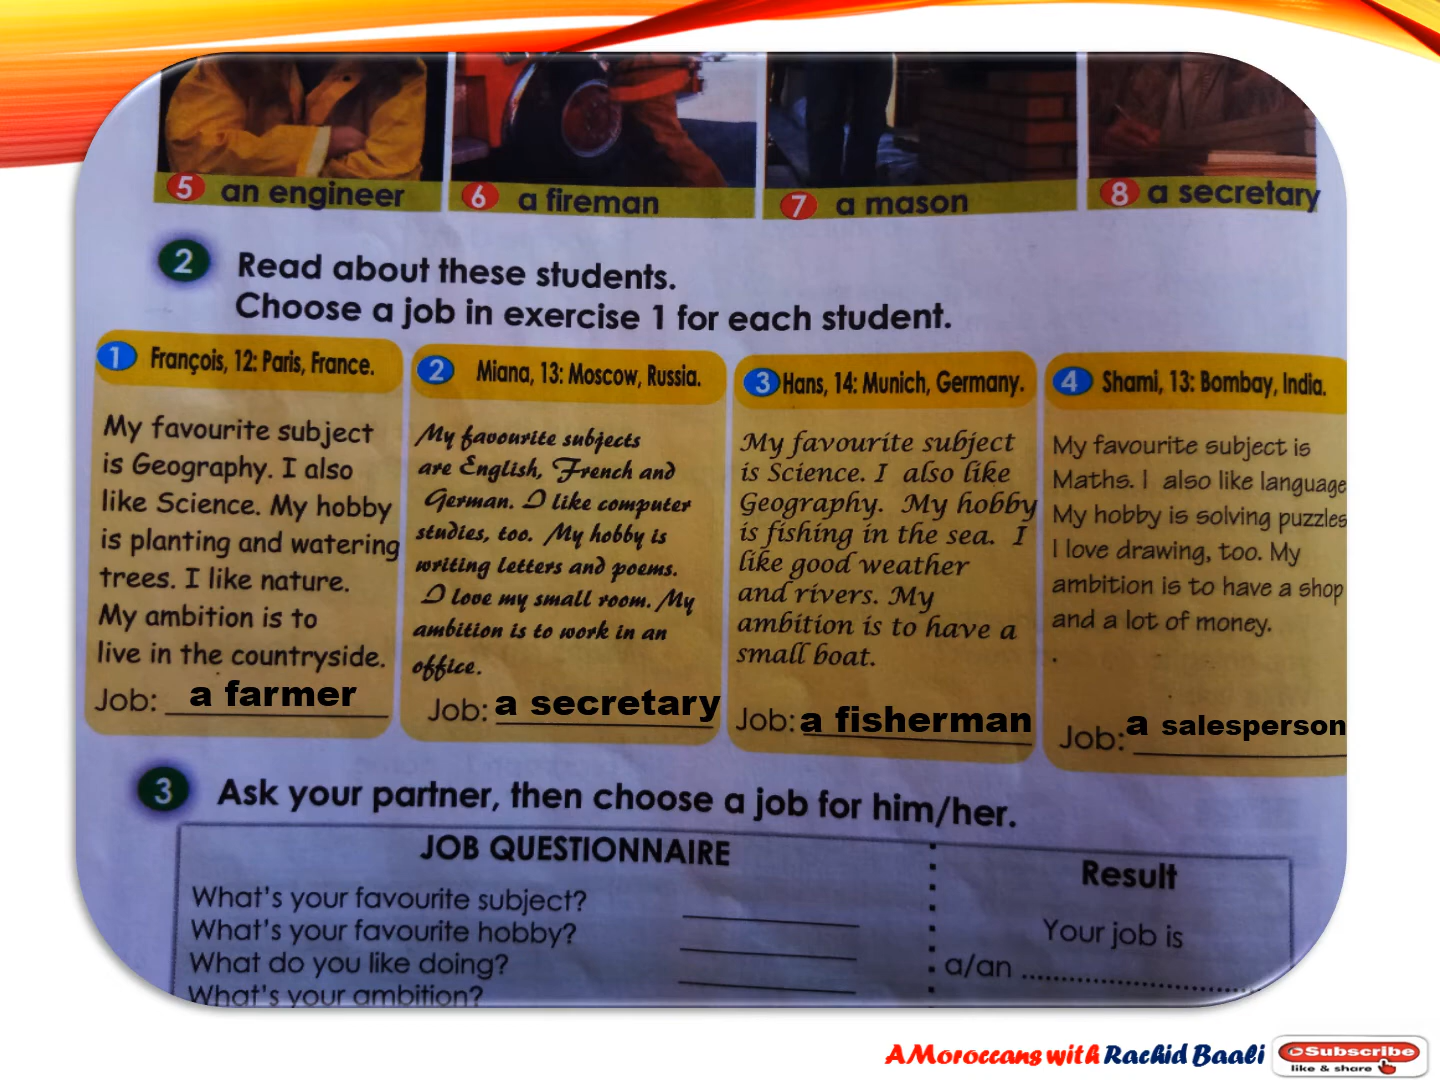 5 an engineer
6 a fireman
7 a mason
8 a secretary
2 Read about these students.
Choose a job in exercise 1 for each student.
1 François, 12: Paris, France.
My favourite subject
is Geography. I also
like Science. My hobby
is planting and watering
trees. I like nature.
My ambition is to
live in the countryside.
Job: a farmer
2 Miana, 13: Moscow, Russia.
My favourite subjects
are English, French and
German. I like computer
studies, too. My hobby is
writing letters and poems.
I love my small room. My
ambition is to work in an
office.
Job: a secretary
3 Hans, 14: Munich, Germany.
My favourite subject
is Science. I also like
Geography. My hobby
is fishing in the sea. I
like good weather
and rivers. My
ambition is to have a
small boat.
Job: a fisherman
4 Shami, 13: Bombay, India.
My favourite subject is
Maths. I also like language
My hobby is solving puzzles
I love drawing, too. My
ambition is to have a shop
and a lot of money.
Job: a salesperson
3 Ask your partner, then choose a job for him/her.
JOB QUESTIONNAIRE
What's your favourite subject?
What's your favourite hobby?
What do you like doing?
What's your ambition?
Result
Your job is
a/an ..............................
AMoroccans with Rachid Baali
Subscribe
like & share